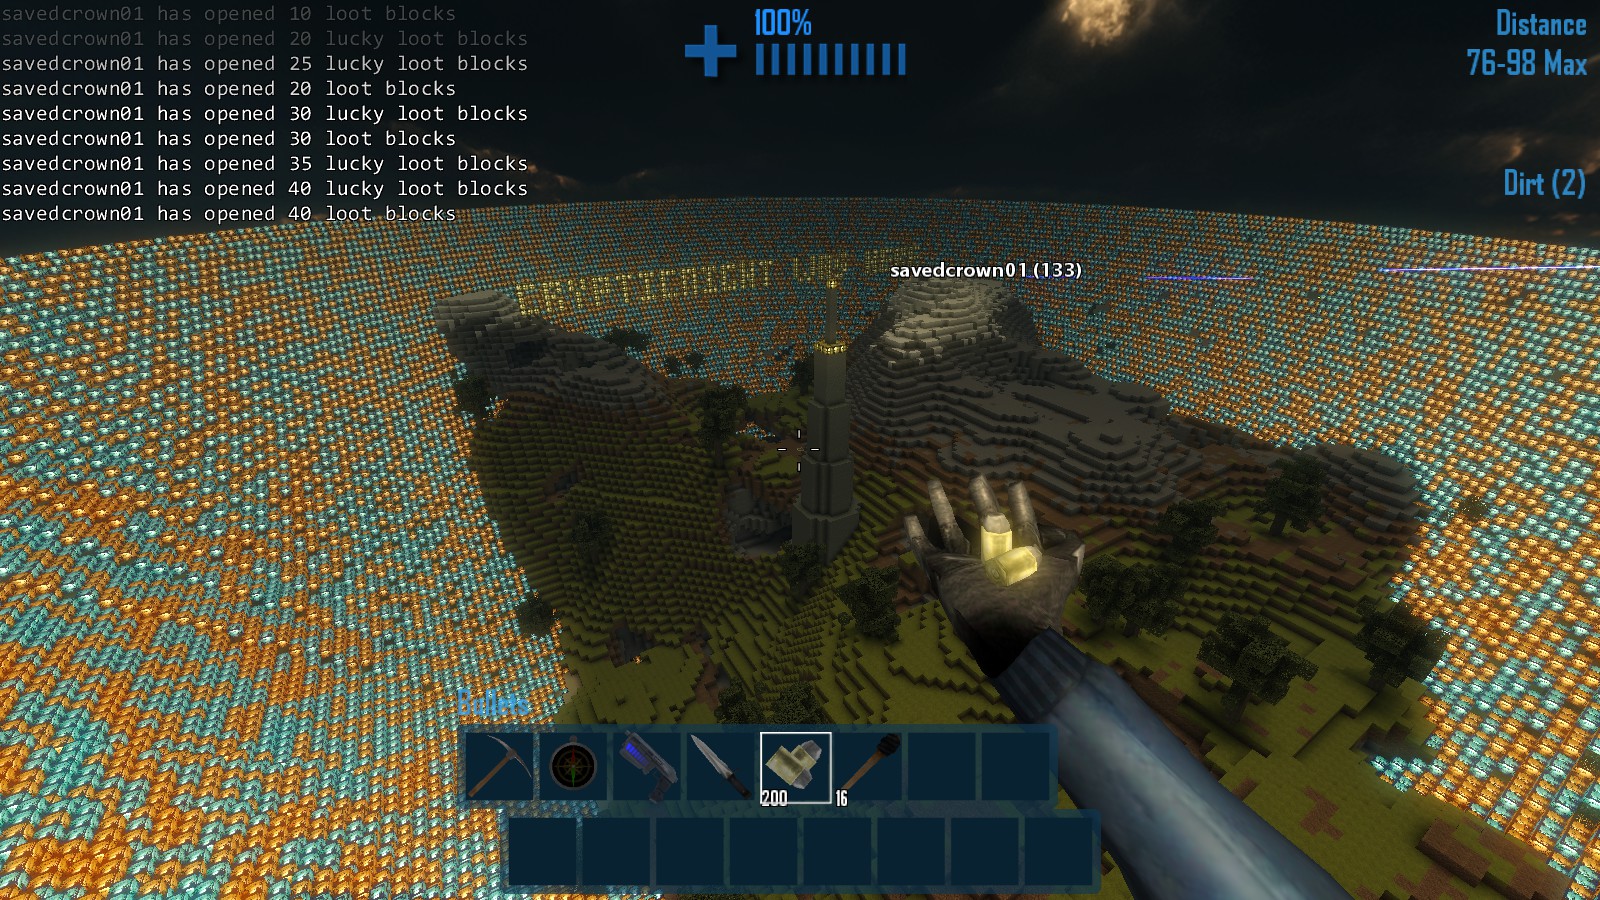 savedcrown01 has opened 10 loot blocks
savedcrown01 has opened 20 lucky loot blocks
savedcrown01 has opened 25 lucky loot blocks
savedcrown01 has opened 20 loot blocks
savedcrown01 has opened 30 lucky loot blocks
savedcrown01 has opened 30 loot blocks
savedcrown01 has opened 35 lucky loot blocks
savedcrown01 has opened 40 lucky loot blocks
savedcrown01 has opened 40 loot blocks
100%
Distance
76-98 Max
Dirt (2)
savedcrown01 (133)
Bullets
200
16